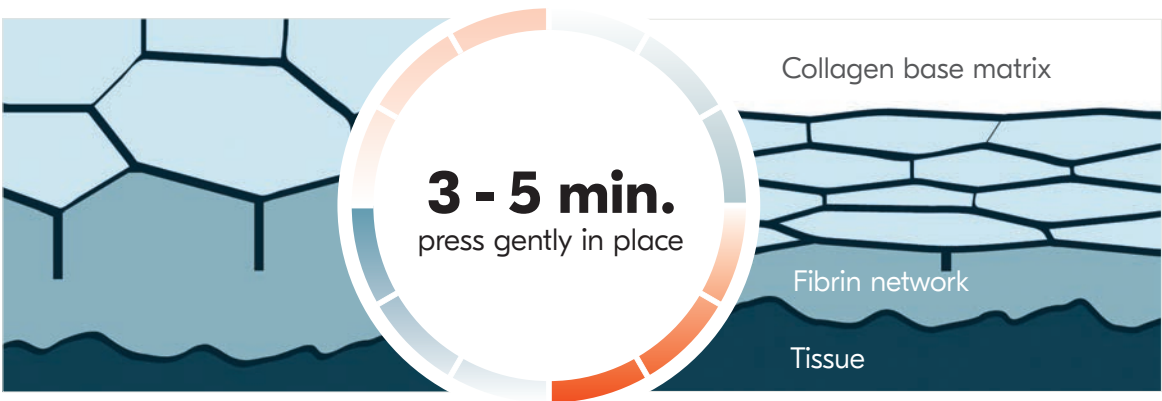 Collagen base matrix
3 - 5 min.
press gently in place
Fibrin network
Tissue